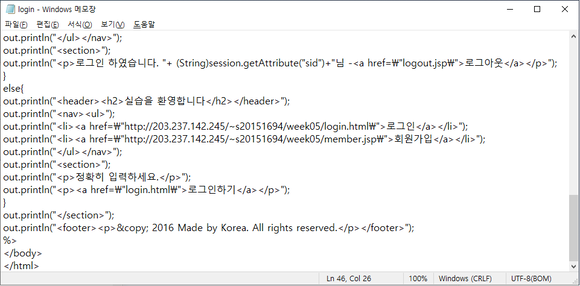 login - Windows 메모장
파일(F) 편집(E) 서식(O) 보기(V) 도움말
out.println("</ul></nav>");
out.println("<section>");
out.println("<p>로그인 하였습니다. "+ (String)session.getAttribute("sid")+"님 -<a href=₩"logout.jsp₩">로그아웃</a></p>");
}
else{
out.println("<header><h2>실습을 환영합니다</h2></header>");
out.println("<nav><ul>");
out.println("<li><a href=₩"http://203.237.142.245/~s20151694/week05/login.html₩">로그인</a></li>");
out.println("<li><a href=₩"http://203.237.142.245/~s20151694/week05/member.jsp₩">회원가입</a></li>");
out.println("</ul></nav>");
out.println("<section>");
out.println("<p>정확히 입력하세요.</p>");
out.println("<p><a href=₩"login.html₩">로그인하기</a></p>");
}
out.println("</section>");
out.println("<footer><p>&copy; 2016 Made by Korea. All rights reserved.</p></footer>");
%>
</body>
</html>
Ln 46, Col 26 100% Windows (CRLF) UTF-8(BOM)